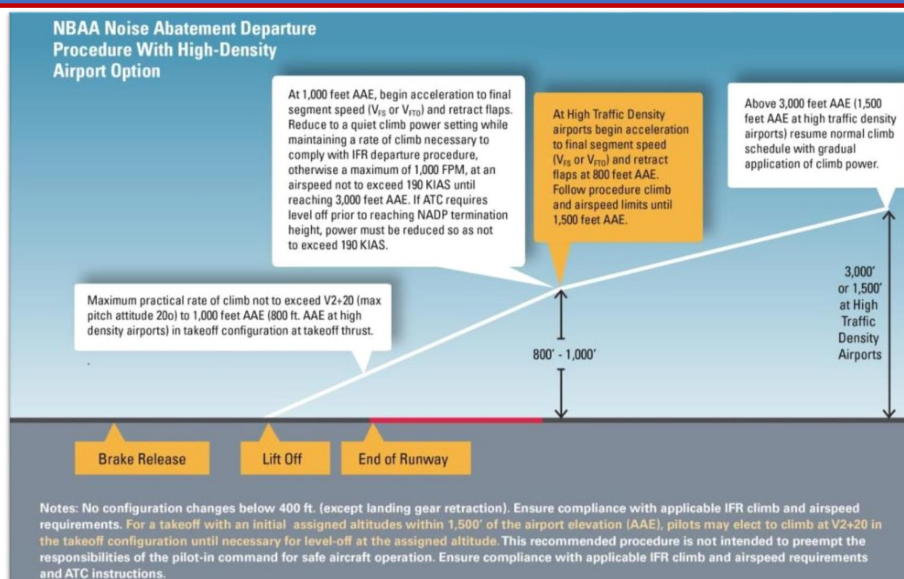 NBAA Noise Abatement Departure
Procedure With High-Density
Airport Option
At 1,000 feet AAE, begin acceleration to final
segment speed (VFS or VFTO) and retract flaps.
Reduce to a quiet climb power setting while
maintaining a rate of climb necessary to
comply with IFR departure procedure,
otherwise a maximum of 1,000 FPM, at an
airspeed not to exceed 190 KIAS until
reaching 3,000 feet AAE. If ATC requires
level off prior to reaching NADP termination
height, power must be reduced so as not
to exceed 190 KIAS.
At High Traffic Density
airports begin acceleration
to final segment speed
(VFS or VFTO) and retract
flaps at 800 feet AAE.
Follow procedure climb
and airspeed limits until
1,500 feet AAE.
Above 3,000 feet AAE (1,500
feet AAE at high traffic density
airports) resume normal climb
schedule with gradual
application of climb power.
Maximum practical rate of climb not to exceed V2+20 (max
pitch attitude 20o) to 1,000 feet AAE (800 ft. AAE at high
density airports) in takeoff configuration at takeoff thrust.
.
800' - 1,000'
3,000'
or 1,500'
at High
Traffic
Density
Airports
Brake Release
Lift Off
End of Runway
Notes: No configuration changes below 400 ft. (except landing gear retraction). Ensure compliance with applicable IFR climb and airspeed
requirements. For a takeoff with an initial assigned altitudes within 1,500' of the airport elevation (AAE), pilots may elect to climb at V2+20 in
the takeoff configuration until necessary for level-off at the assigned altitude. This recommended procedure is not intended to preempt the
responsibilities of the pilot-in command for safe aircraft operation. Ensure compliance with applicable IFR climb and airspeed requirements
and ATC instructions.